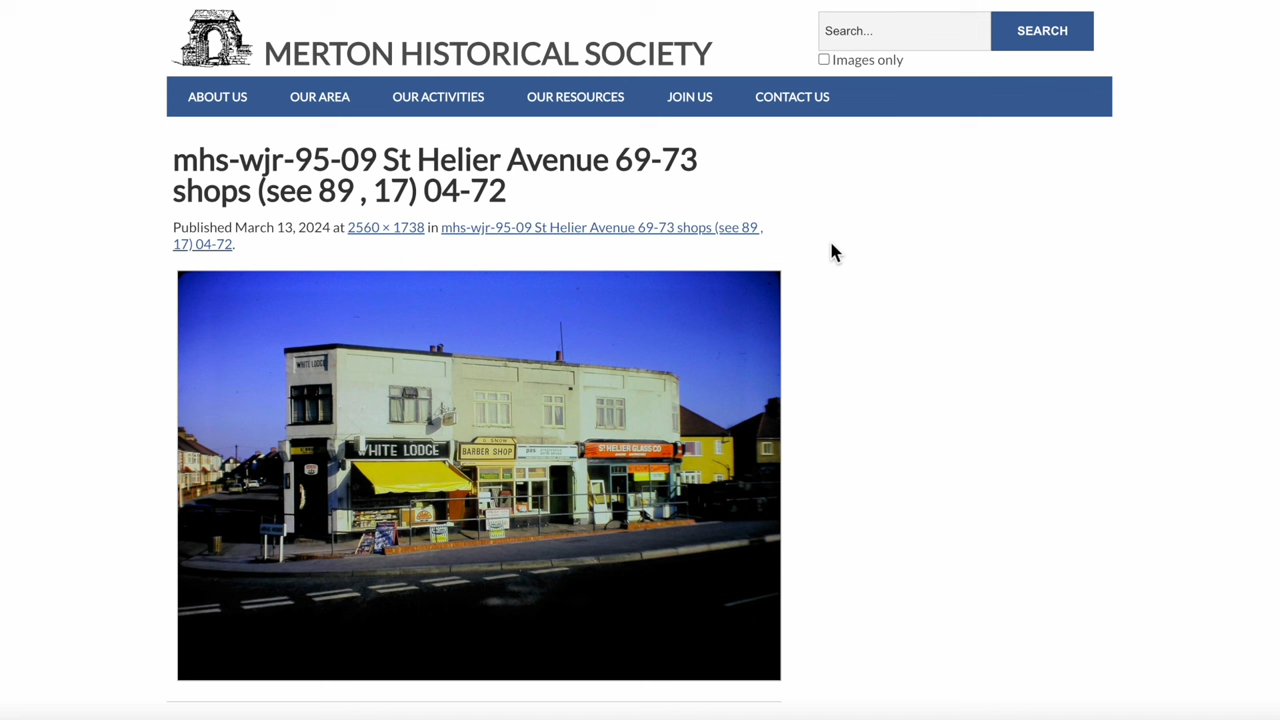 MERTON HISTORICAL SOCIETY
Search...
SEARCH
Images only
ABOUT US
OUR AREA
OUR ACTIVITIES
OUR RESOURCES
JOIN US
CONTACT US
mhs-wjr-95-09 St Helier Avenue 69-73
shops (see 89 , 17) 04-72
Published March 13, 2024 at 2560 × 1738 in mhs-wjr-95-09 St Helier Avenue 69-73 shops (see 89 ,
17) 04-72.
WHITE LODGE
WHITE LODGE
G. SNOW
BARBER SHOP
ST HELIER GLASS CO